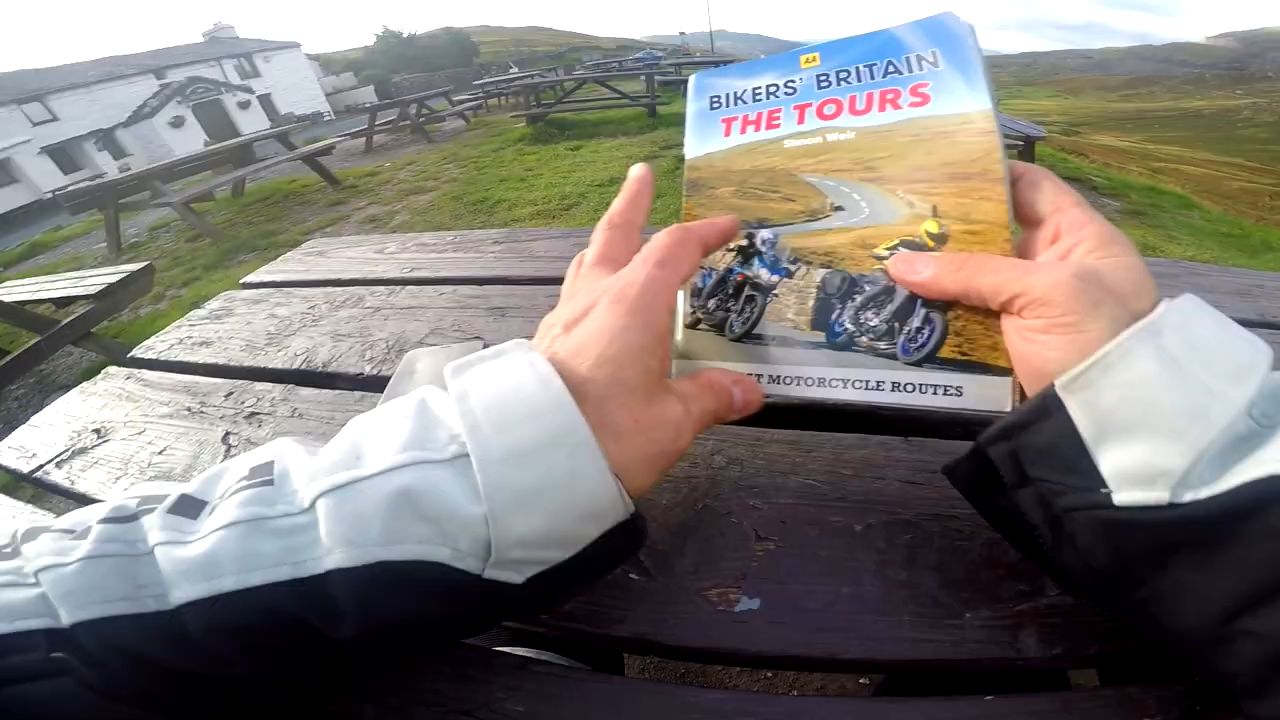 AA
BIKERS' BRITAIN
THE TOURS
Simon Weir
MOTORCYCLE ROUTES